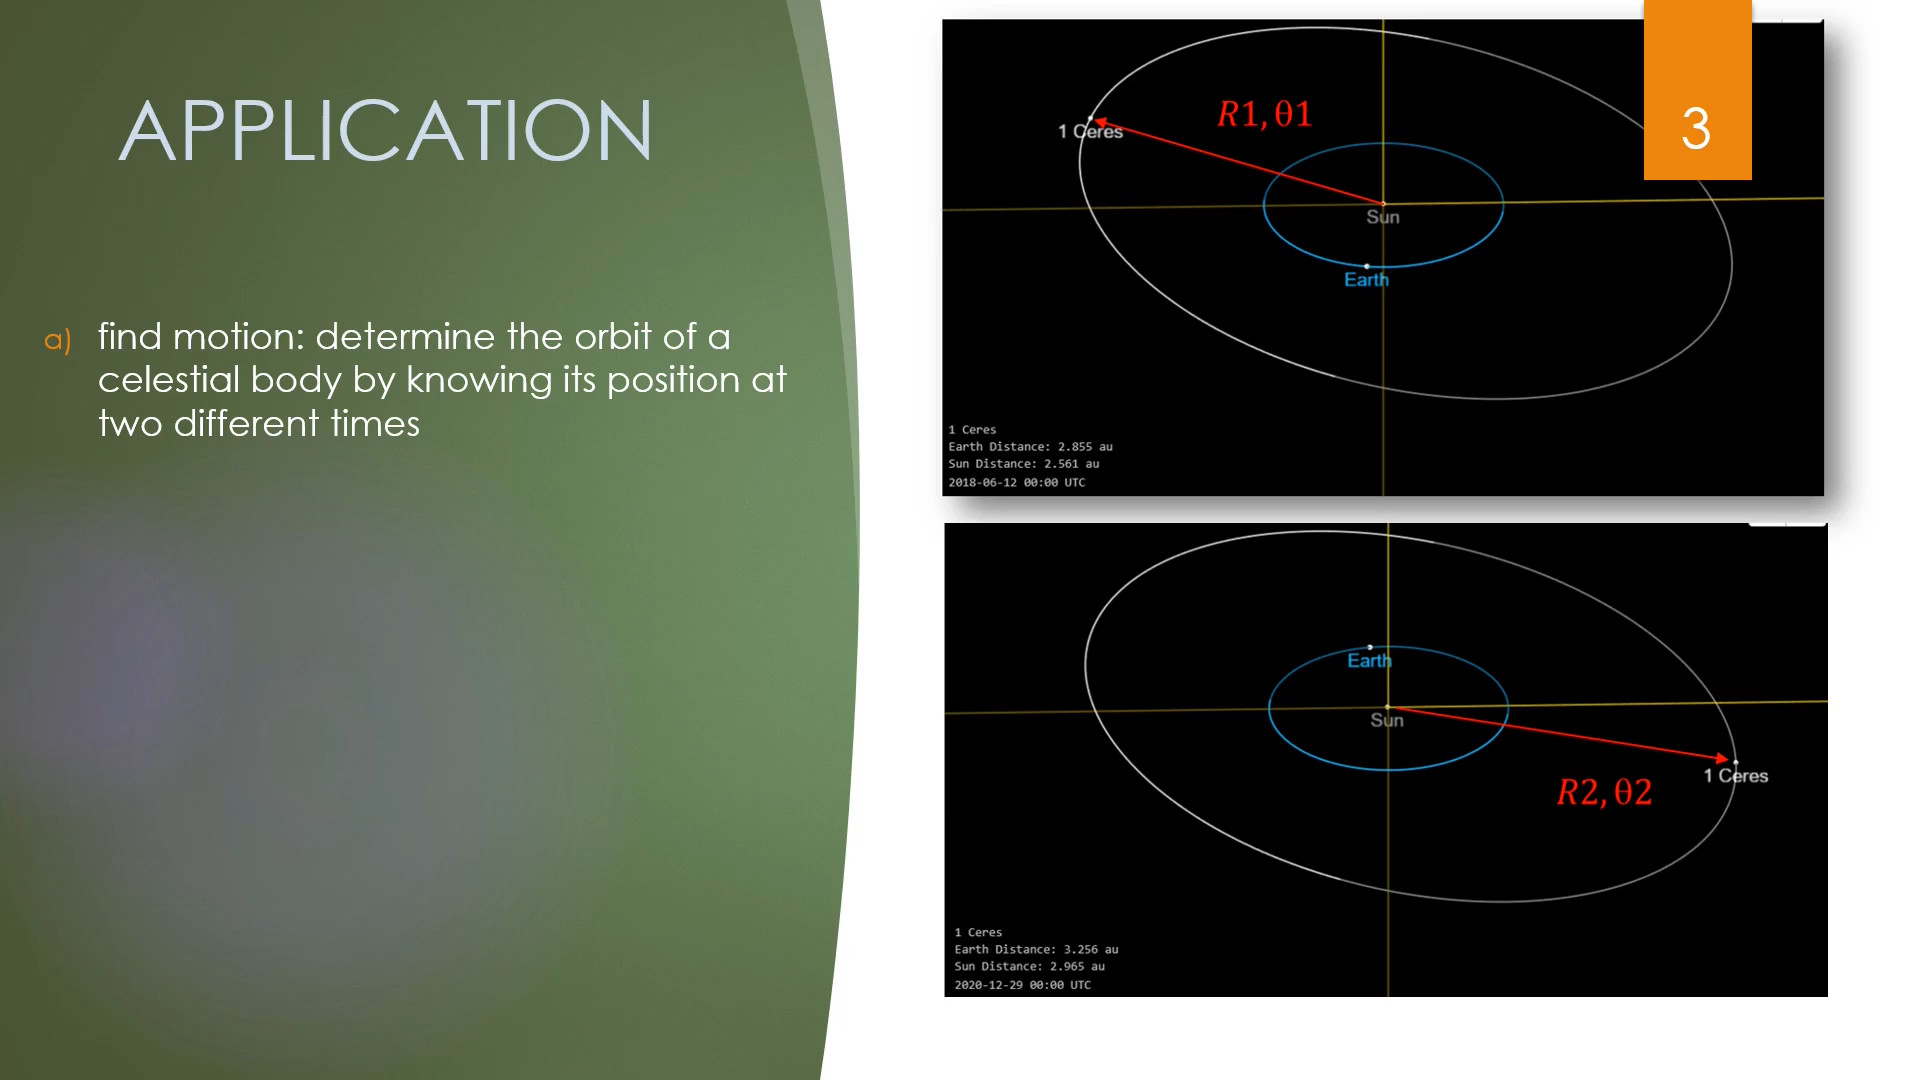 APPLICATION
a) find motion: determine the orbit of a
celestial body by knowing its position at
two different times
3
R1, θ1
1 Ceres
Sun
Earth
1 Ceres
Earth Distance: 2.855 au
Sun Distance: 2.561 au
2018-06-12 00:00 UTC
Earth
Sun
1 Ceres
R2, θ2
1 Ceres
Earth Distance: 3.256 au
Sun Distance: 2.965 au
2020-12-29 00:00 UTC